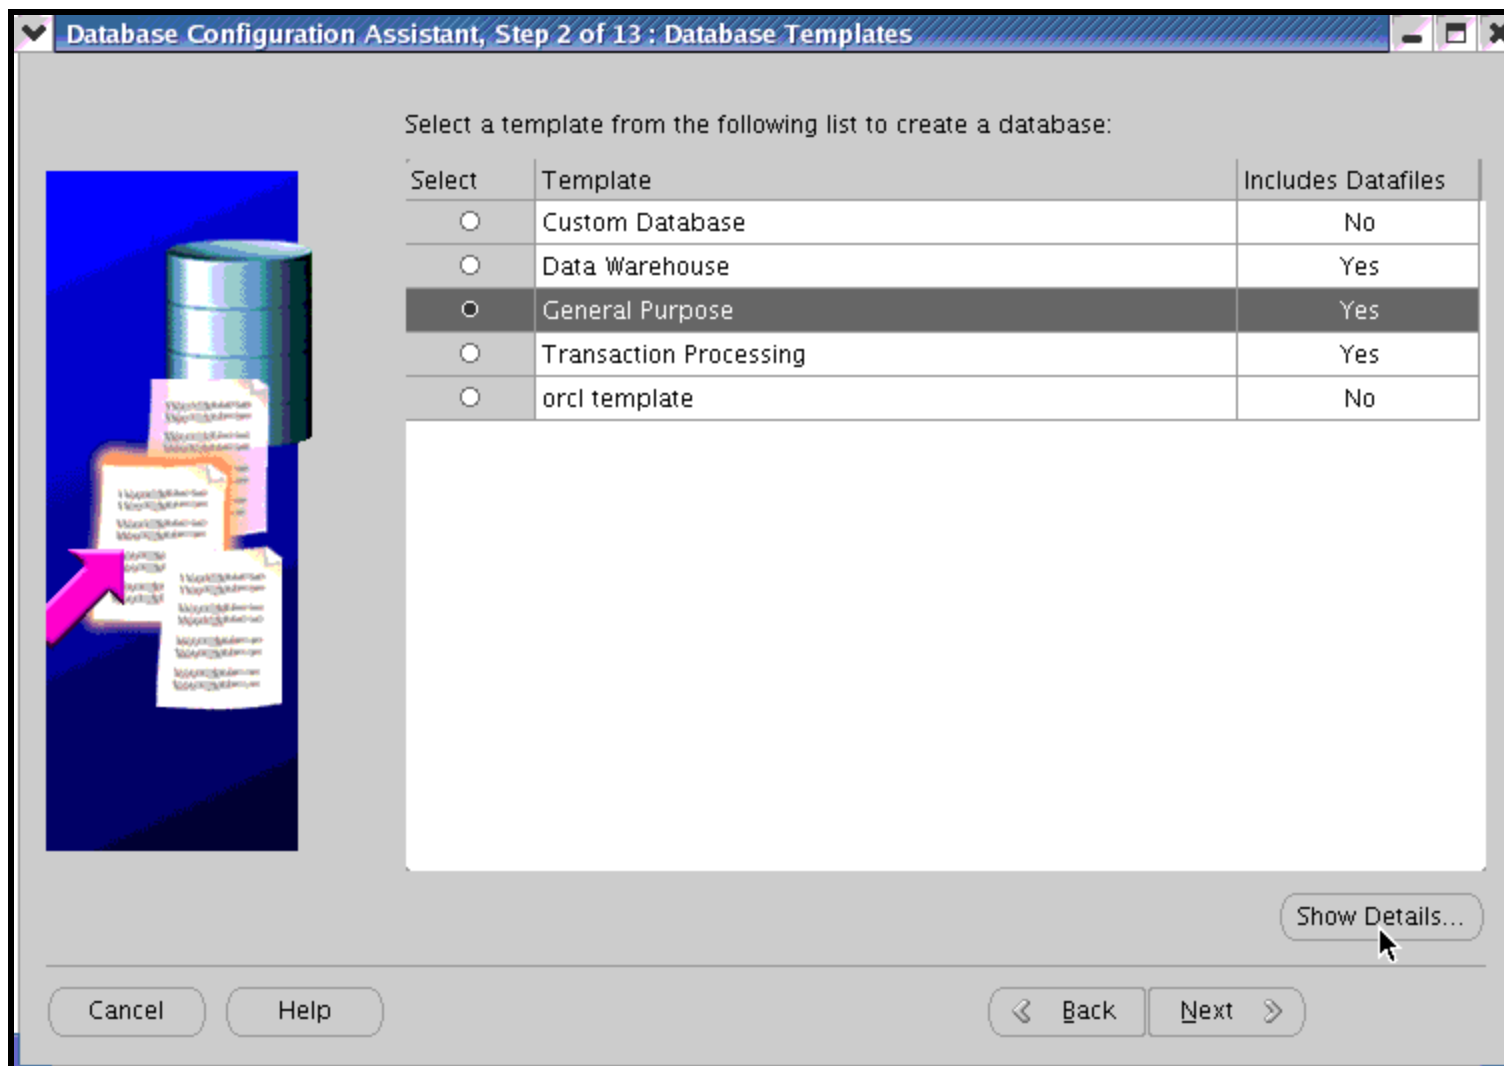 Database Configuration Assistant, Step 2 of 13 : Database Templates
Select a template from the following list to create a database:
Select Template Includes Datafiles
Custom Database No
Data Warehouse Yes
General Purpose Yes
Transaction Processing Yes
orcl template No
Show Details...
Cancel Help Back Next